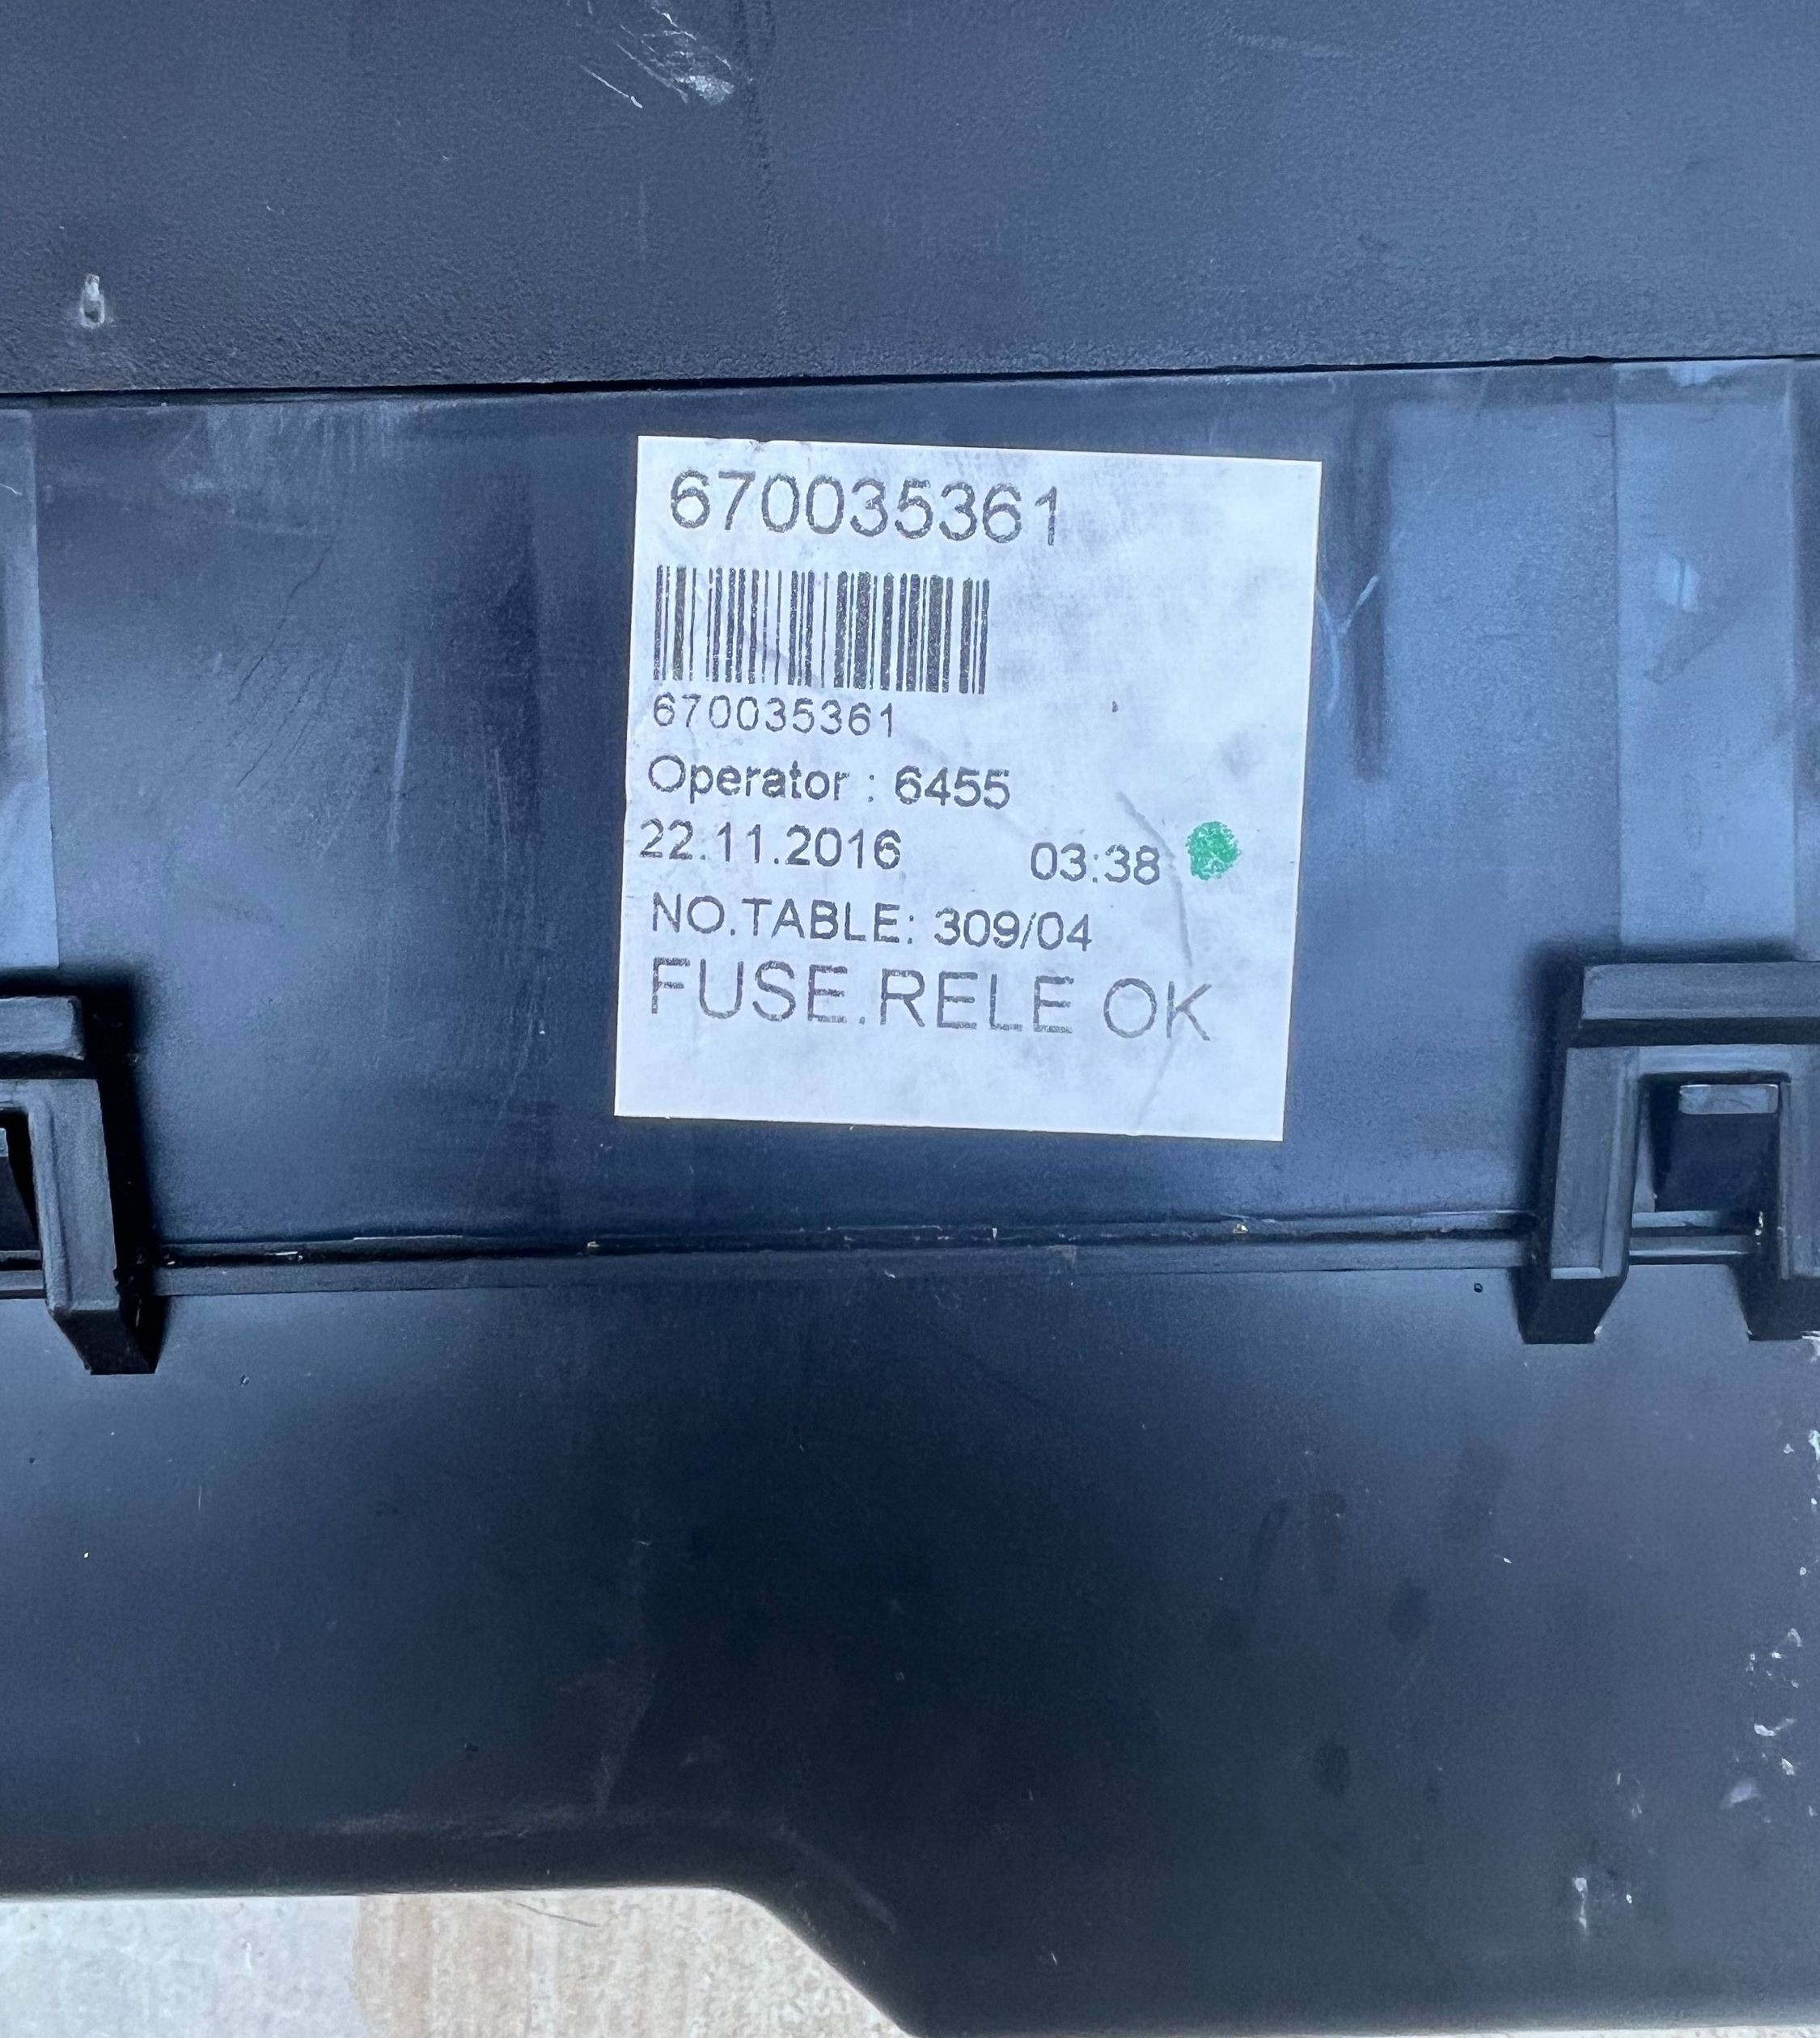 670035361
670035361
Operator : 6455
22.11.2016 03:38
NO.TABLE: 309/04
FUSE.RELE OK